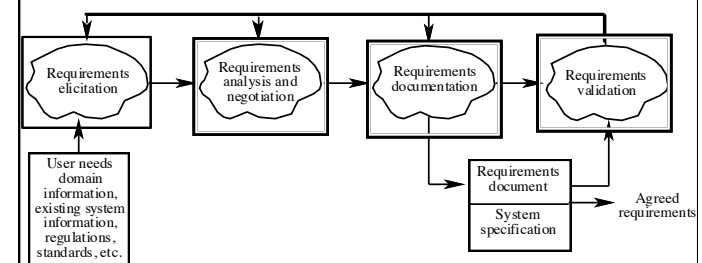 Requirements
elicitation
Requirements
analysis and
negotiation
Requirements
documentation
Requirements
validation
User needs
domain
information,
existing system
information,
regulations,
standards, etc.
Requirements
document
System
specification
Agreed
requirements